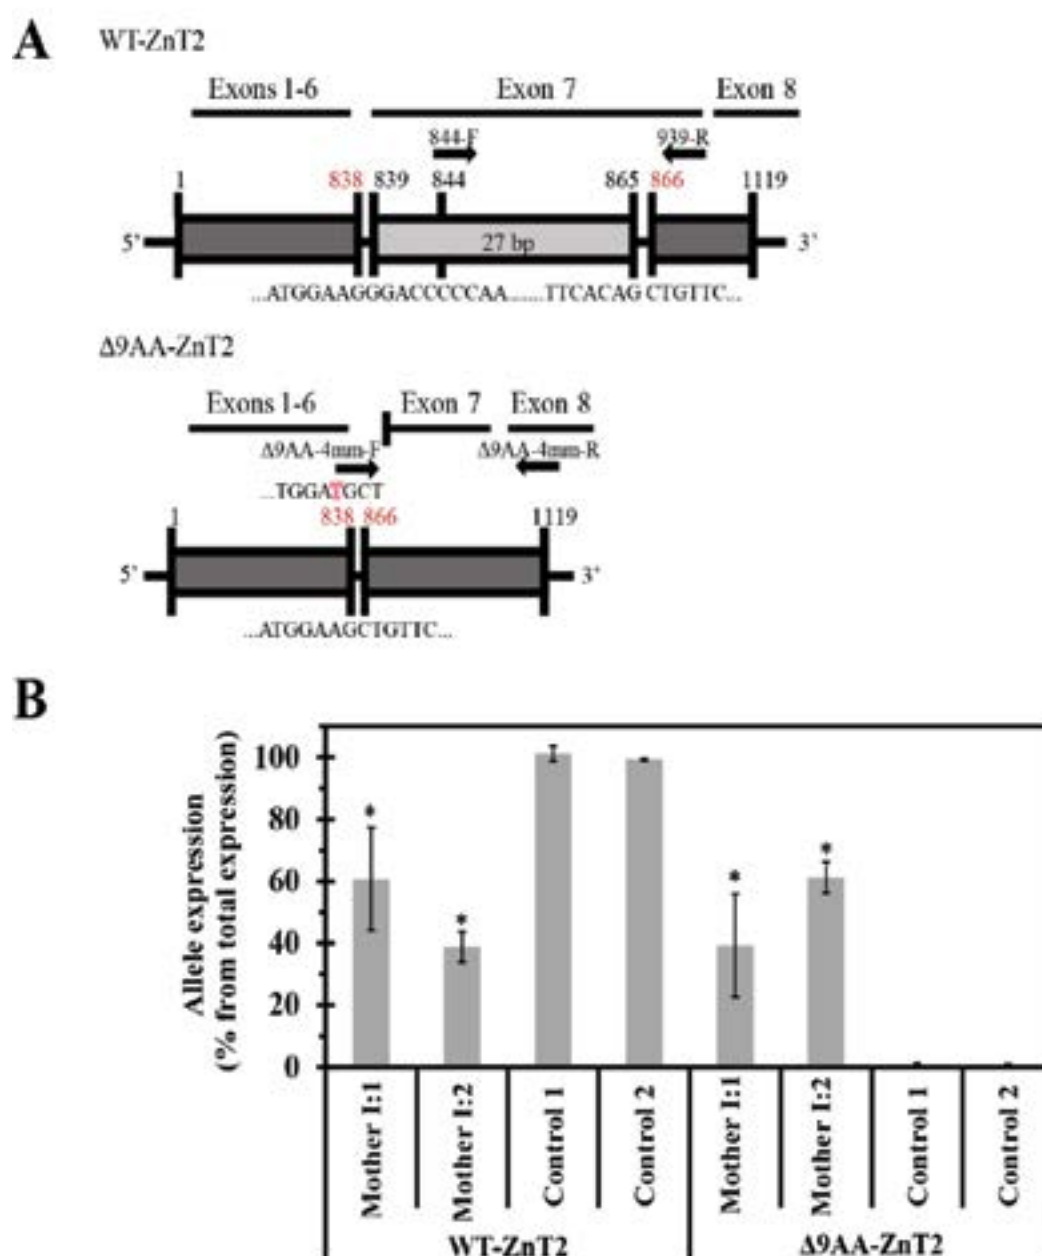 A
WT-ZnT2
Exons 1-6 Exon 7 Exon 8
844-F 939-R
1 838 839 844 865 866 1119
5’ 27 bp 3’
...ATGGAAGGGACCCCCAA.......TTCACAG CTGTTC...
Δ9AA-ZnT2
Exons 1-6 Exon 7 Exon 8
Δ9AA-4mm-F Δ9AA-4mm-R
...TGGATGCT
1 838 866 1119
5’ 3’
...ATGGAAGCTGTTC...
B
Allele expression
(% from total expression)
100
80
60
40
20
0
* * * *
Mother I:1 Mother I:2 Control 1 Control 2 Mother I:1 Mother I:2 Control 1 Control 2
WT-ZnT2 Δ9AA-ZnT2